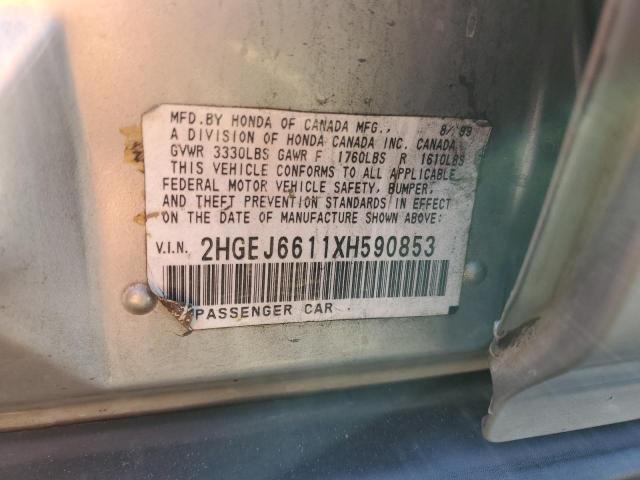 MFD.BY HONDA OF CANADA MFG., 8/ 99
A DIVISION OF HONDA CANADA INC. CANADA
GVWR 3330LBS GAWR F 1760LBS R 1610LBS
THIS VEHICLE CONFORMS TO ALL APPLICABLE
FEDERAL MOTOR VEHICLE SAFETY, BUMPER,
AND THEFT PREVENTION STANDARDS IN EFFECT
ON THE DATE OF MANUFACTURE SHOWN ABOVE:
V.I.N. 2HGEJ6611XH590853
PASSENGER CAR